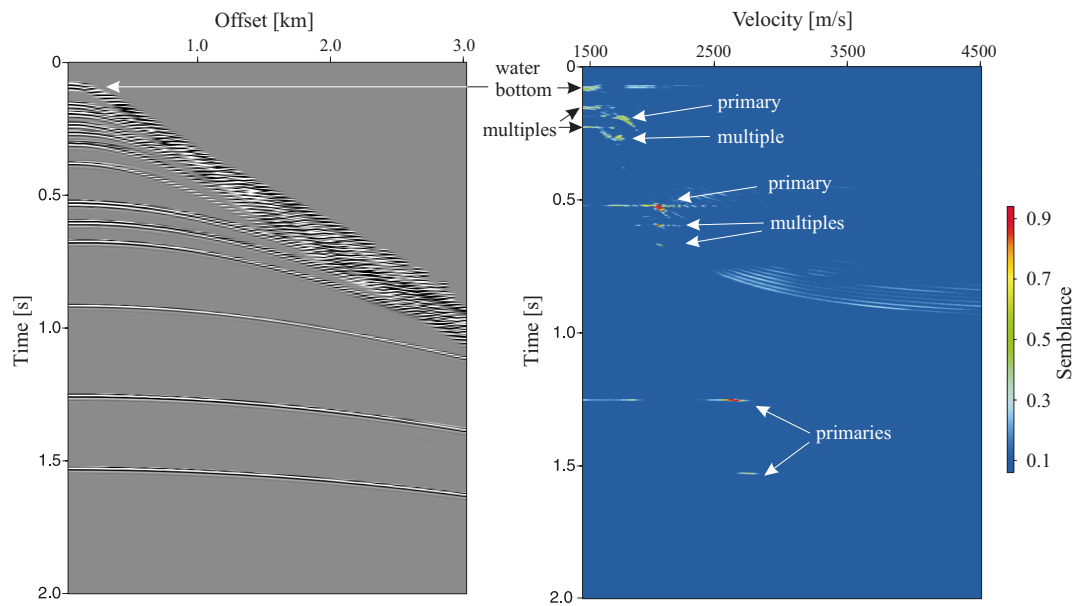 Offset [km]
1.0
2.0
3.0
0
0.5
1.0
1.5
2.0
Time [s]
water
bottom
multiples
Velocity [m/s]
1500
2500
3500
4500
0
0.5
1.0
1.5
2.0
Time [s]
primary
multiple
primary
multiples
primaries
0.9
0.7
0.5
0.3
0.1
Semblance